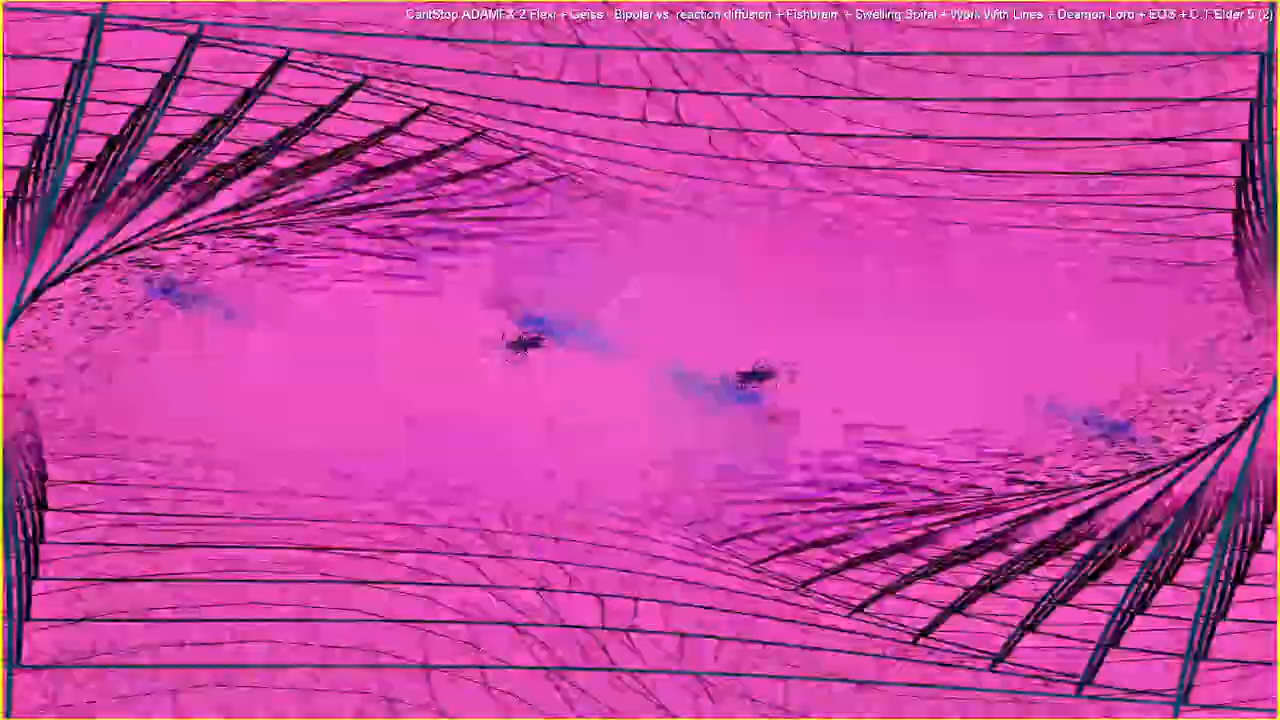 CantStop ADAMFX 2 Flexi + Geiss - Bipolar vs reaction diffusion + Fishbrain + Swelling Spiral + Work With Lines + Deamon Lord + EOS + Elder 5 (2)